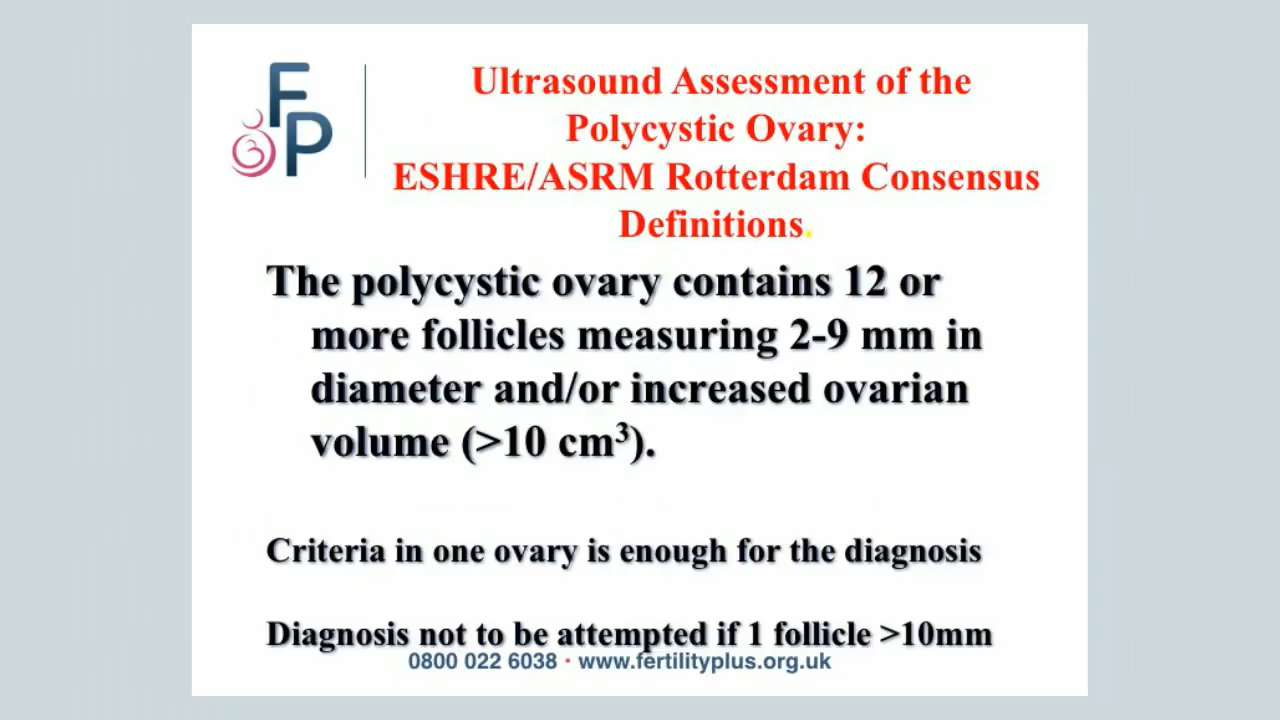 FP
Ultrasound Assessment of the
Polycystic Ovary:
ESHRE/ASRM Rotterdam Consensus
Definitions.
The polycystic ovary contains 12 or
more follicles measuring 2-9 mm in
diameter and/or increased ovarian
volume (>10 cm³).
Criteria in one ovary is enough for the diagnosis
Diagnosis not to be attempted if 1 follicle >10mm
0800 022 6038 · www.fertilityplus.org.uk